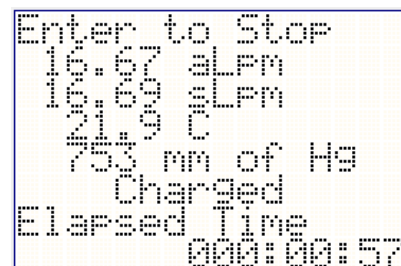 Enter to Stop
16.67 aLpm
16.69 sLpm
21.9 C
753 mm of Hg
Charged
Elapsed Time
000:00:57